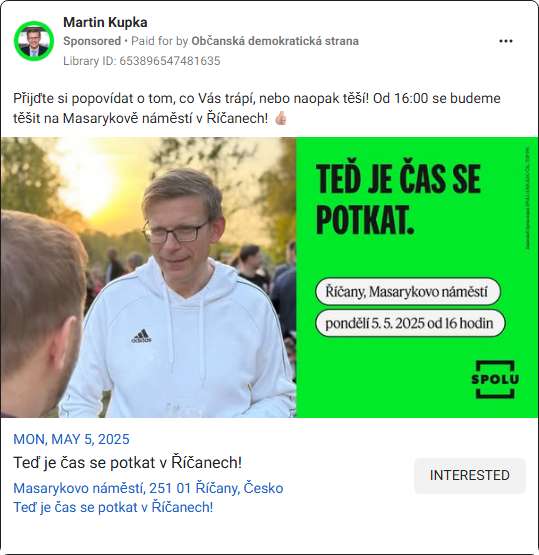 Martin Kupka
Sponsored • Paid for by Občanská demokratická strana
Library ID: 653896547481635
Přijďte si popovídat o tom, co Vás trápí, nebo naopak těší! Od 16:00 se budeme
těšit na Masarykově náměstí v Říčanech! 👍🏼
TEĎ JE ČAS SE
POTKAT.
Říčany, Masarykovo náměstí
pondělí 5. 5. 2025 od 16 hodin
adidas
SPOLU
MON, MAY 5, 2025
Teď je čas se potkat v Říčanech!
INTERESTED
Masarykovo náměstí, 251 01 Říčany, Česko
Teď je čas se potkat v Říčanech!